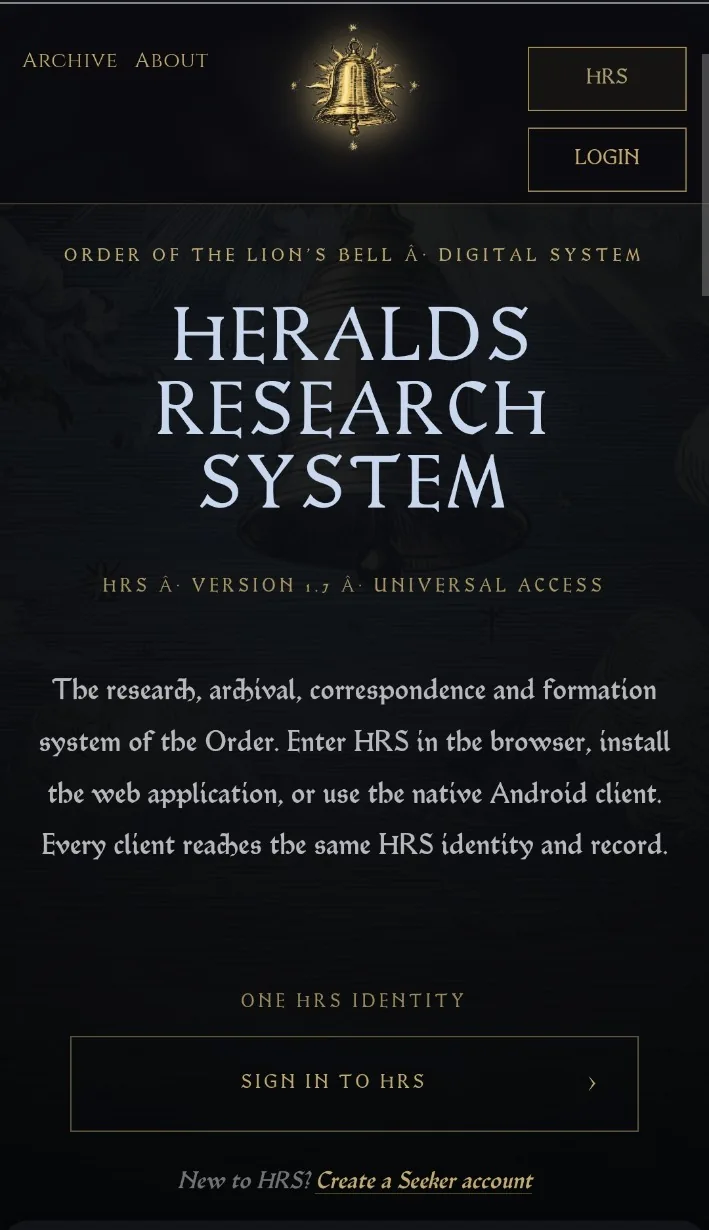 ARCHIVE ABOUT
HRS
LOGIN
ORDER OF THE LION'S BELL Â· DIGITAL SYSTEM
HERALDS
RESEARCH
SYSTEM
HRS Â· VERSION 1.7 Â· UNIVERSAL ACCESS
The research, archival, correspondence and formation
system of the Order. Enter HRS in the browser, install
the web application, or use the native Android client.
Every client reaches the same HRS identity and record.
ONE HRS IDENTITY
SIGN IN TO HRS ›
New to HRS? Create a Seeker account